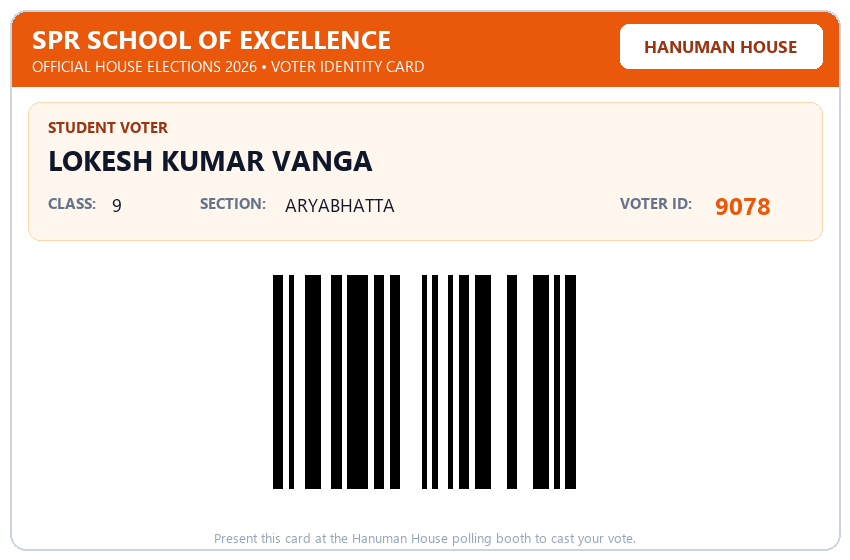 SPR SCHOOL OF EXCELLENCE
HANUMAN HOUSE
OFFICIAL HOUSE ELECTIONS 2026 • VOTER IDENTITY CARD
STUDENT VOTER
LOKESH KUMAR VANGA
CLASS: 9 SECTION: ARYABHATTA VOTER ID: 9078
Present this card at the Hanuman House polling booth to cast your vote.